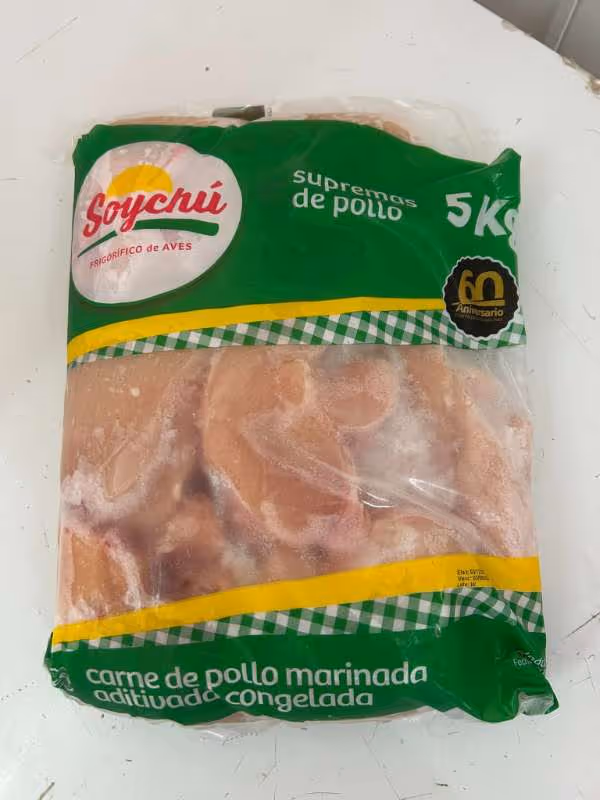 Soychú
FRIGORÍFICO de AVES
supremas
de pollo
5Kg
60
Aniversario
carne de pollo marinada
aditivada congelada